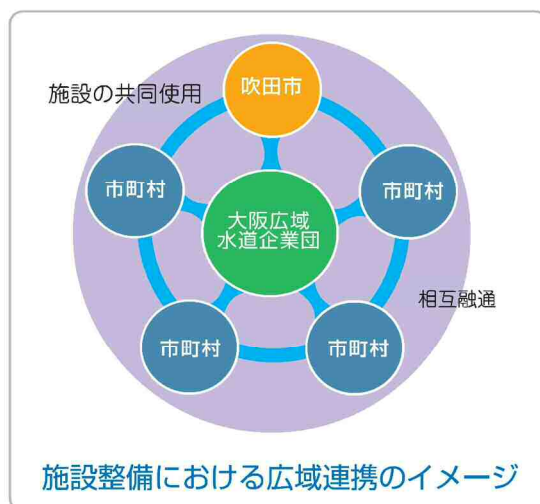 吹田市
施設の共同使用
市町村
市町村
大阪広域
水道企業団
相互融通
市町村
市町村
施設整備における広域連携のイメージ